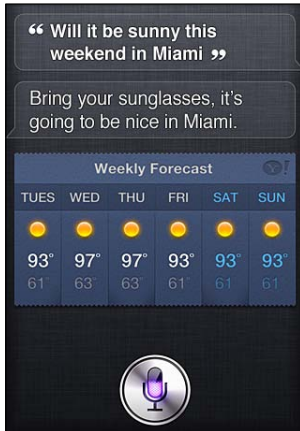 “ Will it be sunny this
weekend in Miami ”
Bring your sunglasses, it's
going to be nice in Miami.
Weekly Forecast Y!
TUES WED THU FRI SAT SUN
93° 97° 97° 93° 93° 93°
61° 63° 63° 61° 61 61